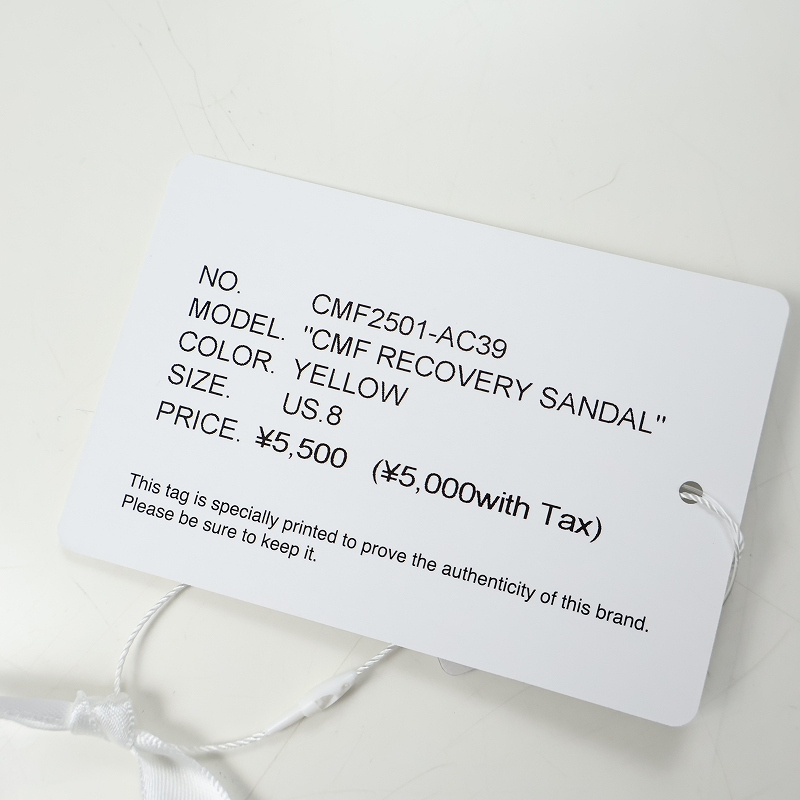 NO. CMF2501-AC39
MODEL. "CMF RECOVERY SANDAL"
COLOR. YELLOW
SIZE. US.8
PRICE. ¥5,500 (¥5,000with Tax)
This tag is specially printed to prove the authenticity of this brand.
Please be sure to keep it.